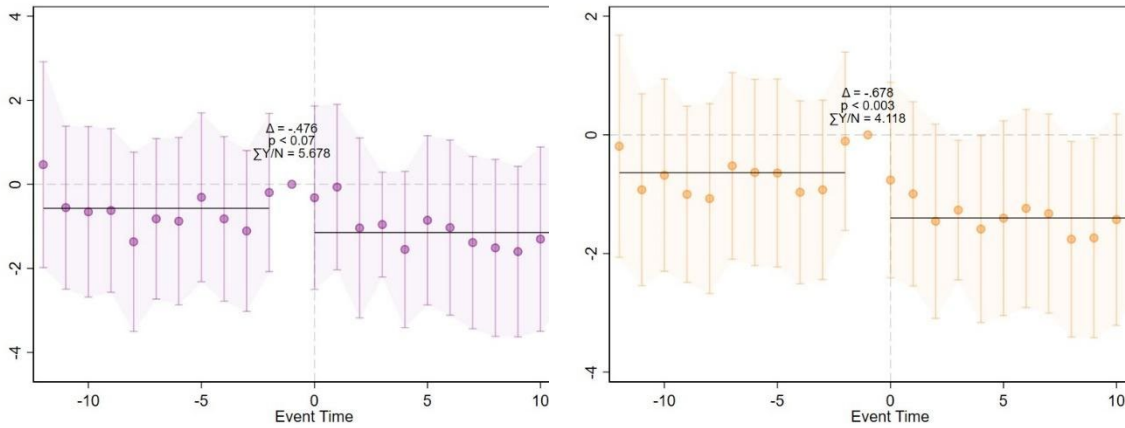 4
2
0
-2
-4
Δ = -.476
p < 0.07
∑Y/N = 5.678
-10 -5 0 5 10
Event Time
2
0
-2
-4
Δ = -.678
p < 0.003
∑Y/N = 4.118
-10 -5 0 5 10
Event Time